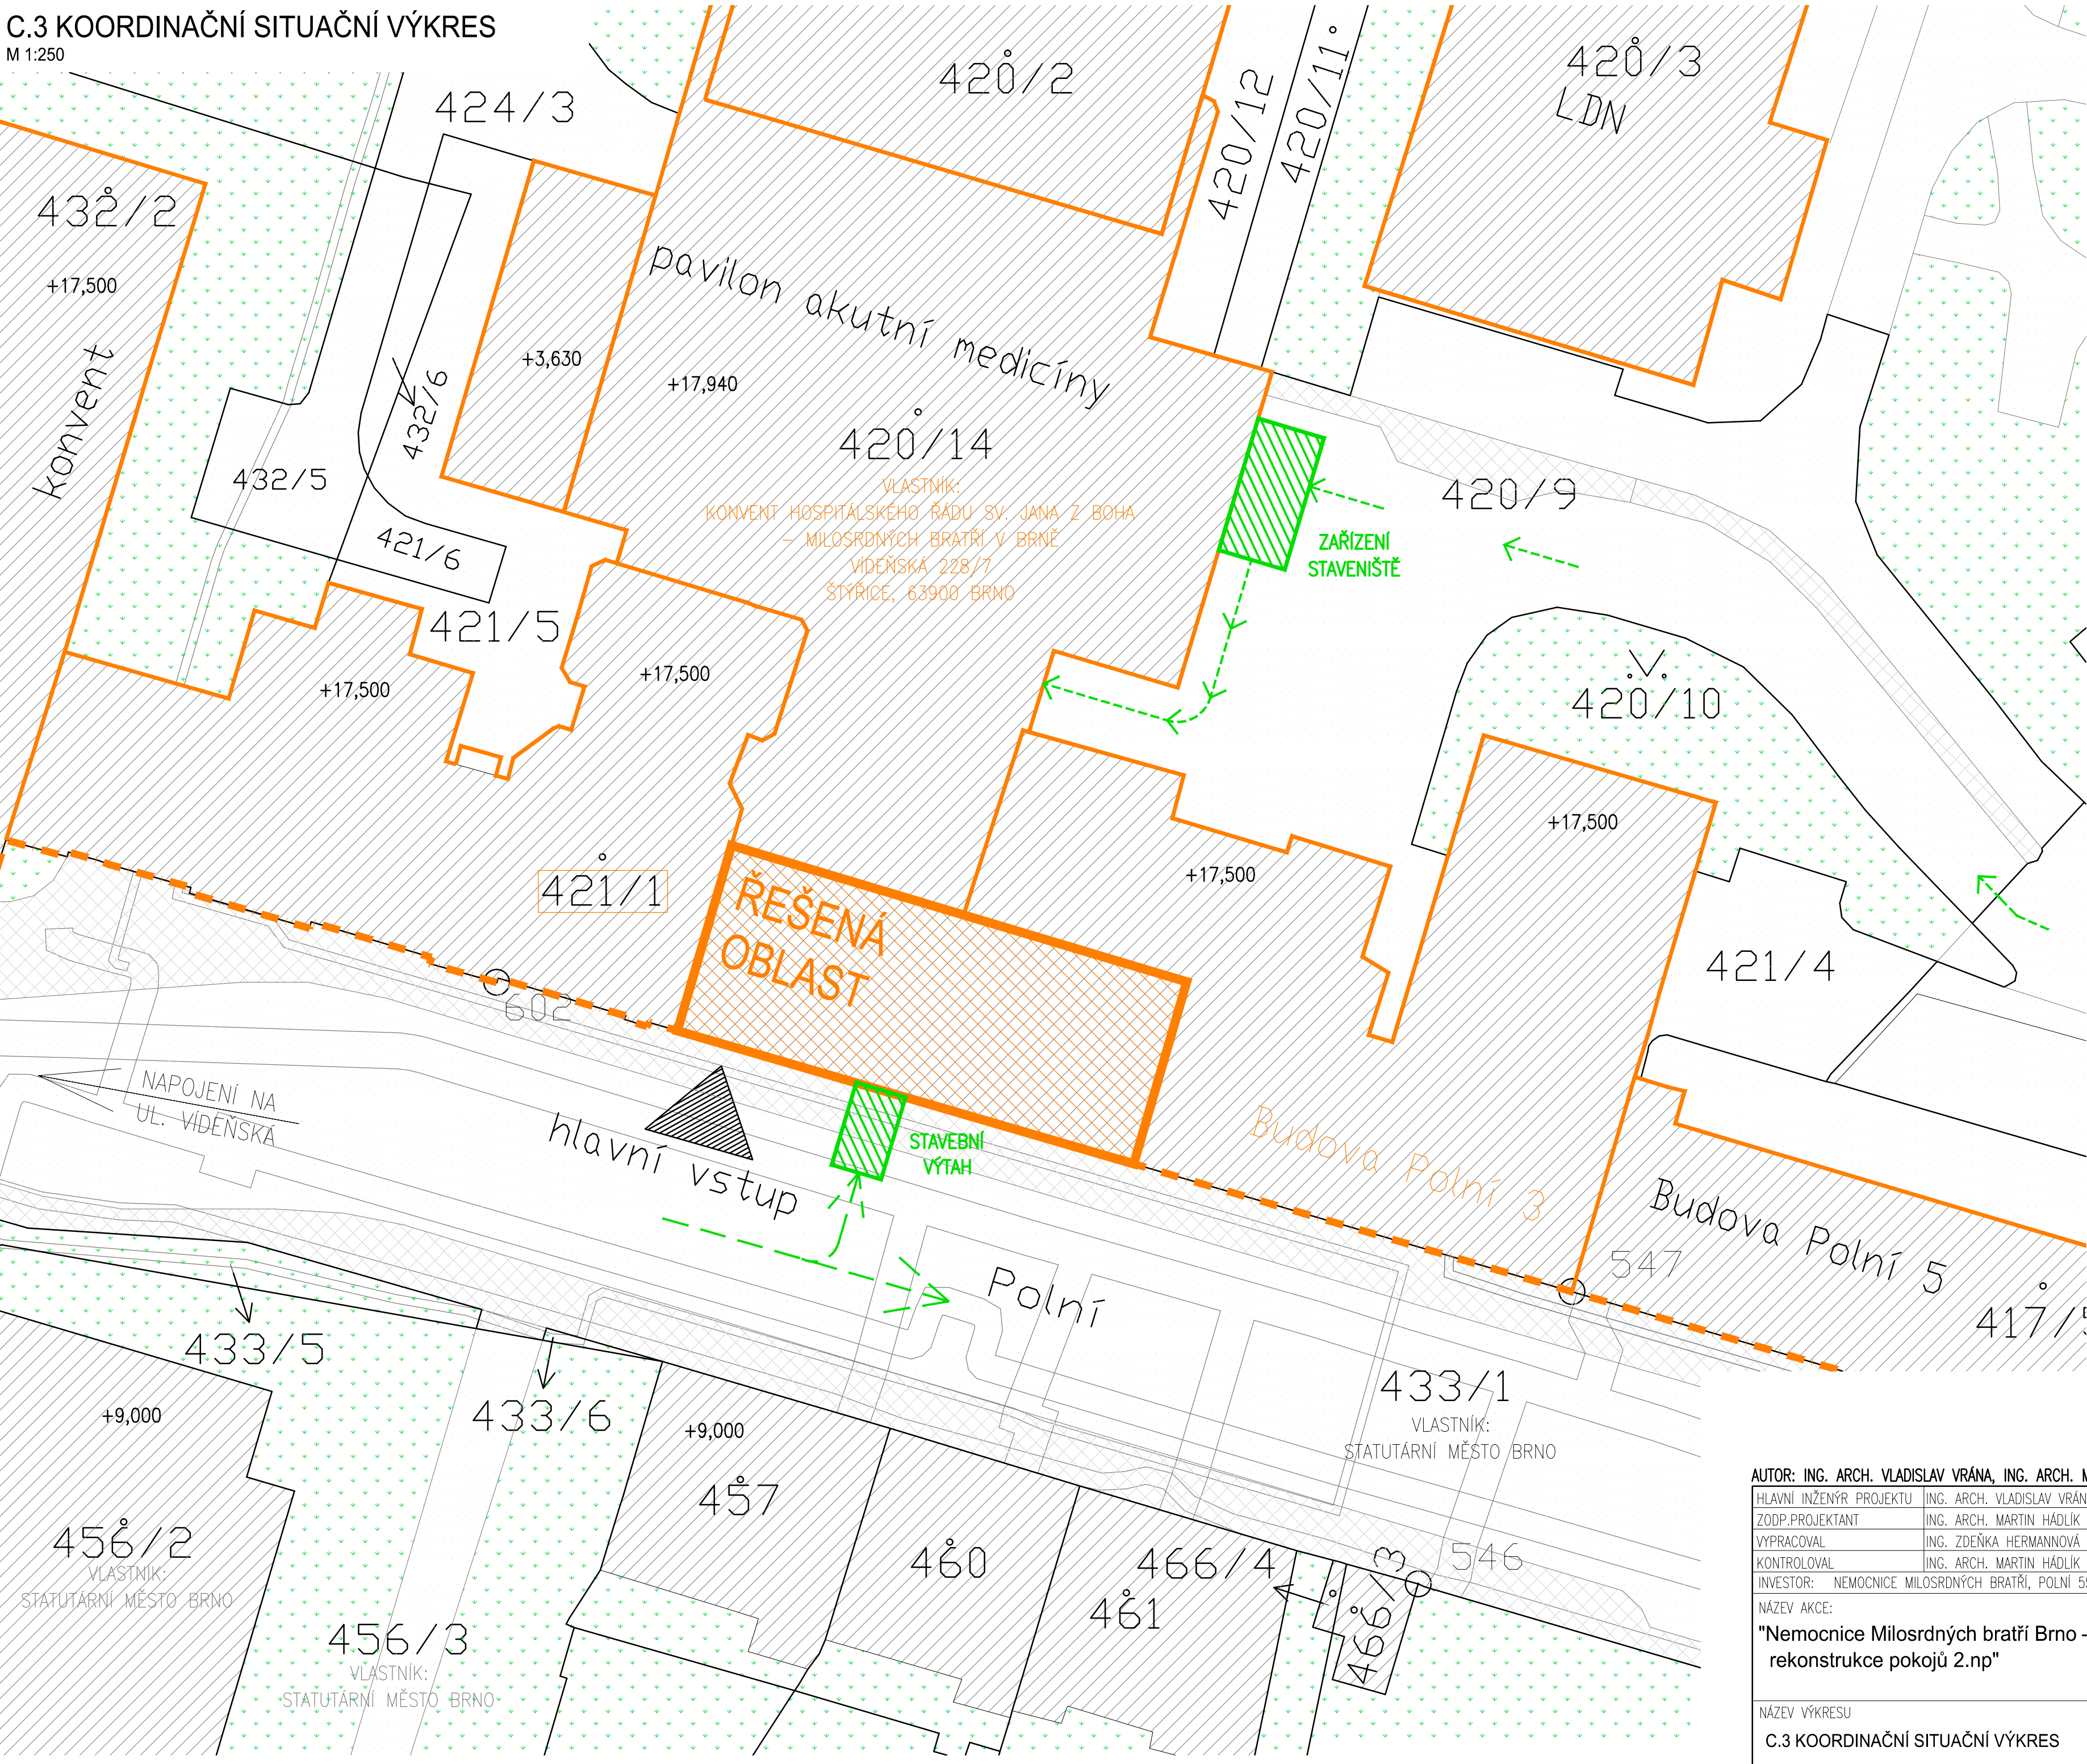 C.3 KOORDINAČNÍ SITUAČNÍ VÝKRES
M 1:250
424/3
420/2
420/12
420/11
420/3
LDN
432/2
+17,500
konvent
432/5
432/6
+3,630
pavilon akutní medicíny
+17,940
420/14
VLASTNÍK:
KONVENT HOSPITÁLSKÉHO ŘÁDU SV. JANA Z BOHA
– MILOSRDNÝCH BRATŘÍ V BRNĚ
VÍDEŇSKÁ 228/7
ŠTÝŘICE, 63900 BRNO
420/9
ZAŘÍZENÍ
STAVENIŠTĚ
421/6
421/5
+17,500
+17,500
420/10
+17,500
+17,500
421/1
ŘEŠENÁ
OBLAST
421/4
602
NAPOJENÍ NA
UL. VÍDEŇSKÁ
hlavní vstup
STAVEBNÍ
VÝTAH
Budova Polní 3
Budova Polní 5
547
417/5
Polní
433/5
433/6
433/1
VLASTNÍK:
STATUTÁRNÍ MĚSTO BRNO
+9,000
+9,000
457
456/2
VLASTNÍK:
STATUTÁRNÍ MĚSTO BRNO
460
466/4
461
466/3
546
456/3
VLASTNÍK:
STATUTÁRNÍ MĚSTO BRNO
AUTOR: ING. ARCH. VLADISLAV VRÁNA, ING. ARCH. M
HLAVNÍ INŽENÝR PROJEKTU ING. ARCH. VLADISLAV VRÁN
ZODP.PROJEKTANT ING. ARCH. MARTIN HÁDLÍK
VYPRACOVAL ING. ZDEŇKA HERMANNOVÁ
KONTROLOVAL ING. ARCH. MARTIN HÁDLÍK
INVESTOR: NEMOCNICE MILOSRDNÝCH BRATŘÍ, POLNÍ 55
NÁZEV AKCE:
"Nemocnice Milosrdných bratří Brno -
rekonstrukce pokojů 2.np"
NÁZEV VÝKRESU
C.3 KOORDINAČNÍ SITUAČNÍ VÝKRES